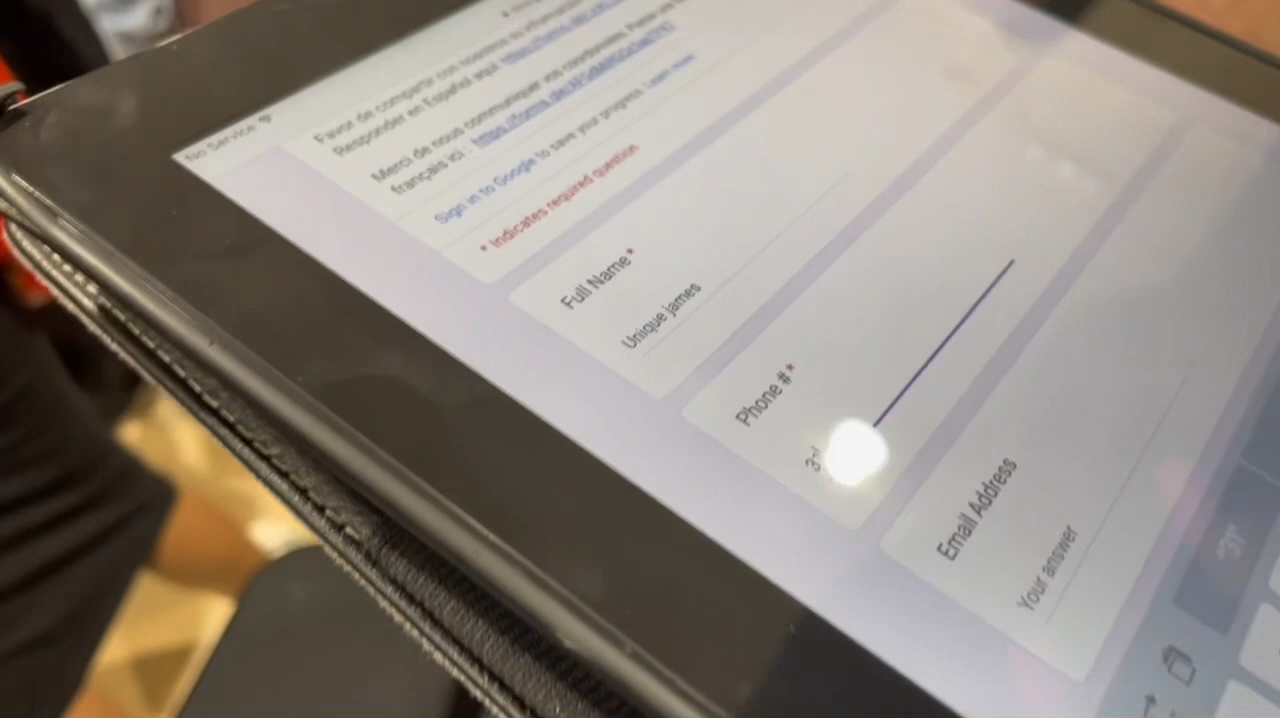 No Service
Favor de compartir con nosotros su información
Responder en Español aquí
Merci de nous communiquer vos coordonnées.
français ici :
Sign in to Google to save your progress. Learn more
* Indicates required question
Full Name *
Unique james
Phone # *
Email Address
Your answer